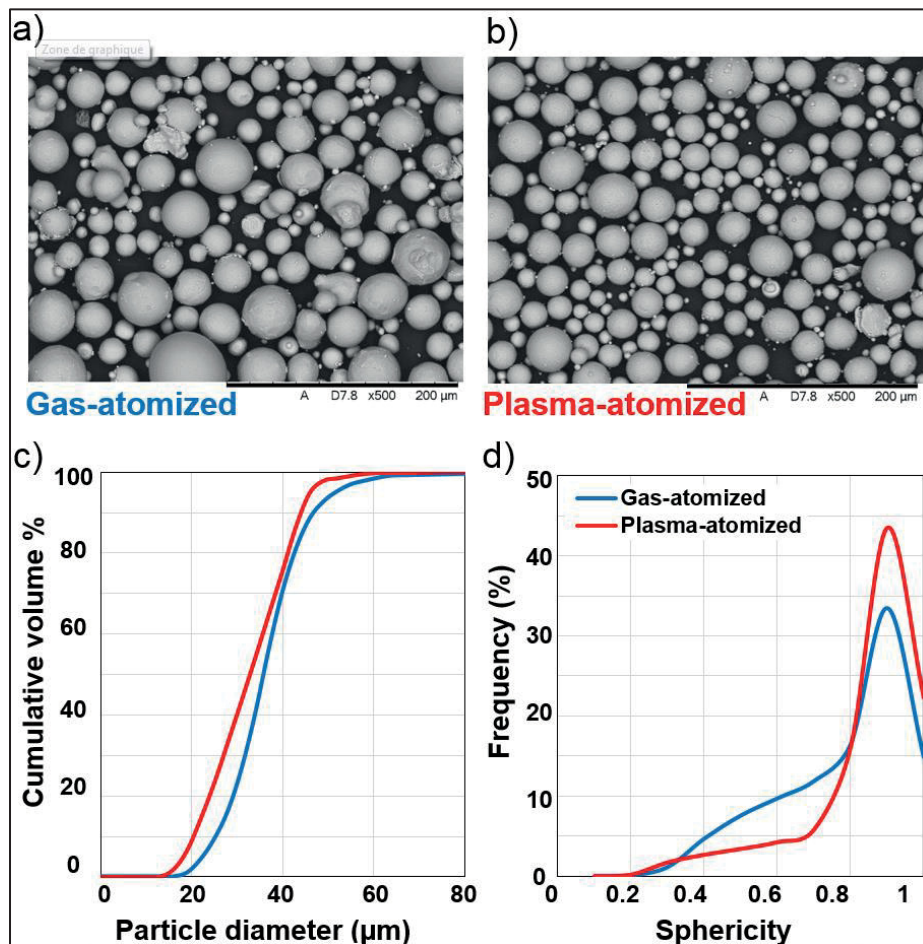 a)
Zone de graphique
b)
A D7.8 x500 200 µm
A D7.8 x500 200 µm
Gas-atomized
Plasma-atomized
c)
d)
100
80
60
40
20
0
Cumulative volume %
0 20 40 60 80
Particle diameter (µm)
50
40
30
20
10
0
Frequency (%)
Gas-atomized
Plasma-atomized
0 0.2 0.4 0.6 0.8 1
Sphericity